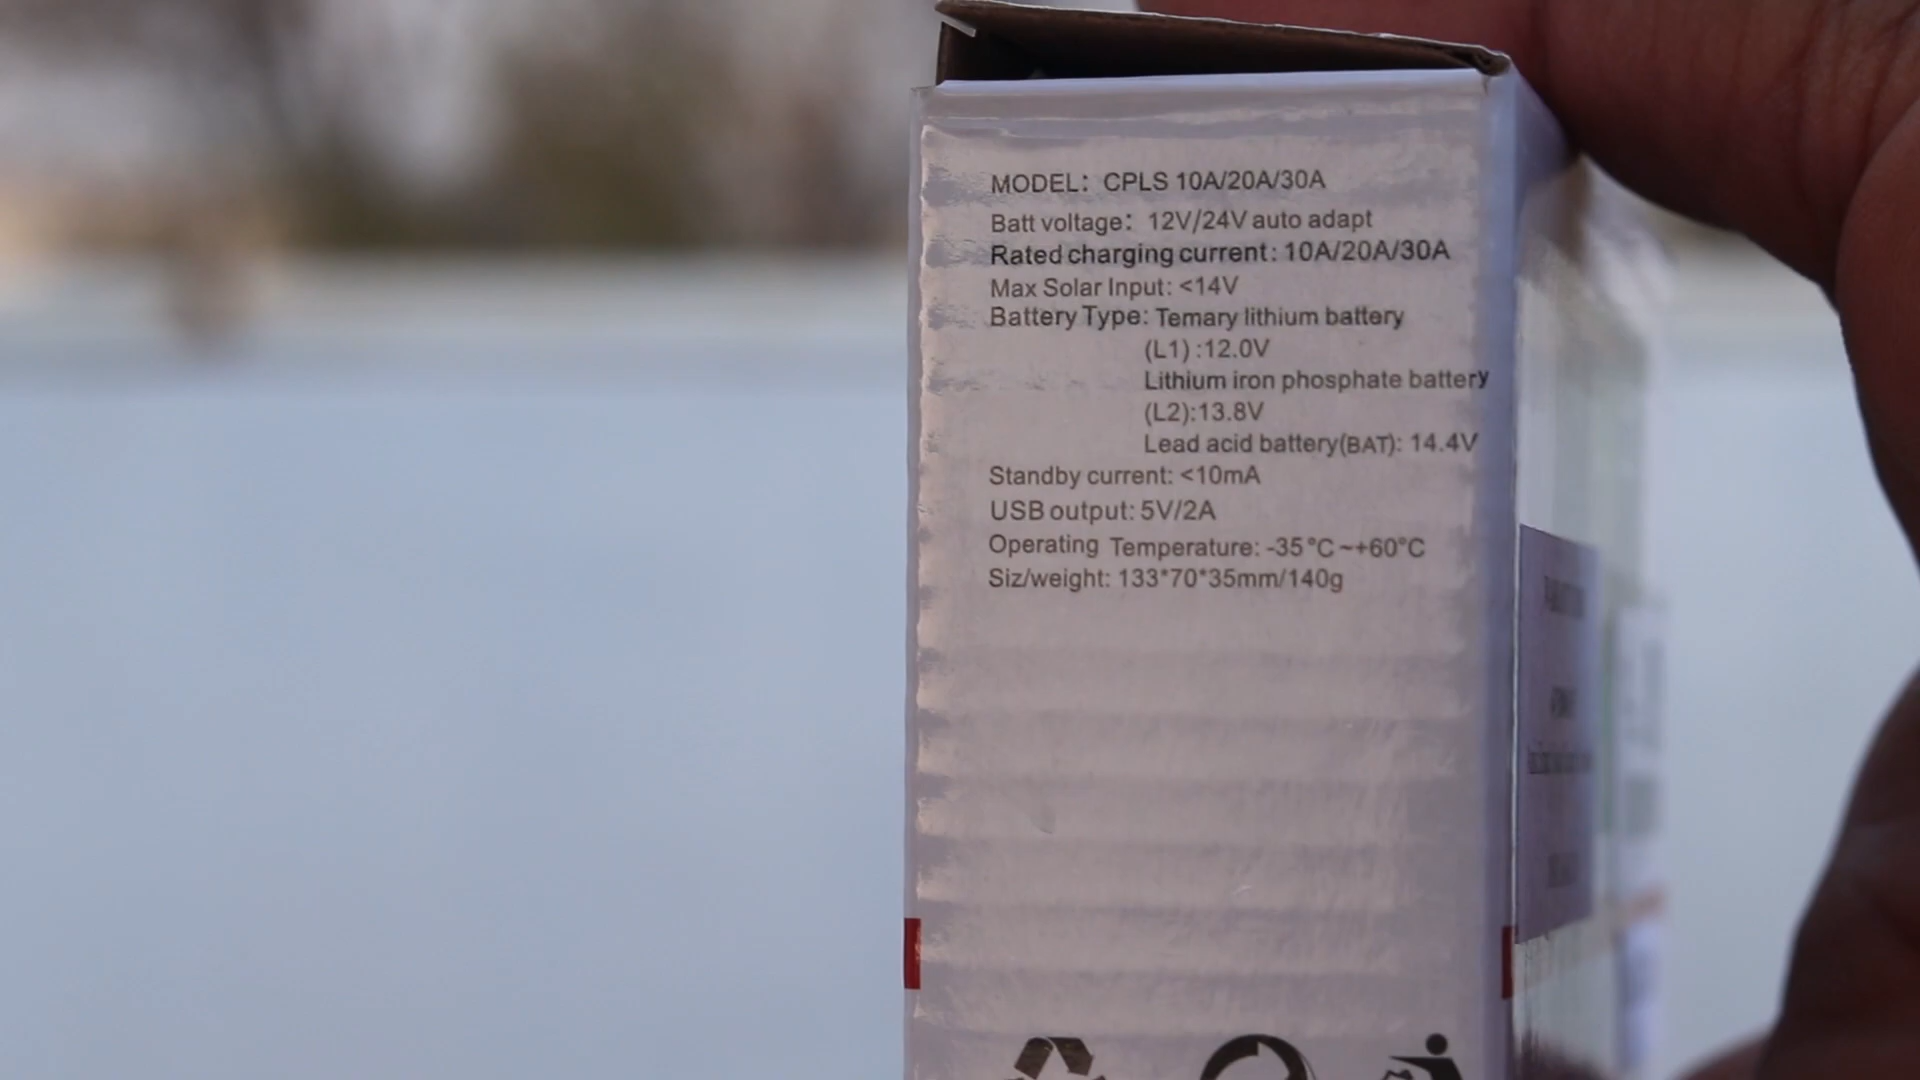 MODEL: CPLS 10A/20A/30A
Batt voltage: 12V/24V auto adapt
Rated charging current: 10A/20A/30A
Max Solar Input: <14V
Battery Type: Temary lithium battery
(L1) :12.0V
Lithium iron phosphate battery
(L2):13.8V
Lead acid battery(BAT): 14.4V
Standby current: <10mA
USB output: 5V/2A
Operating Temperature: -35°C~+60°C
Siz/weight: 133*70*35mm/140g